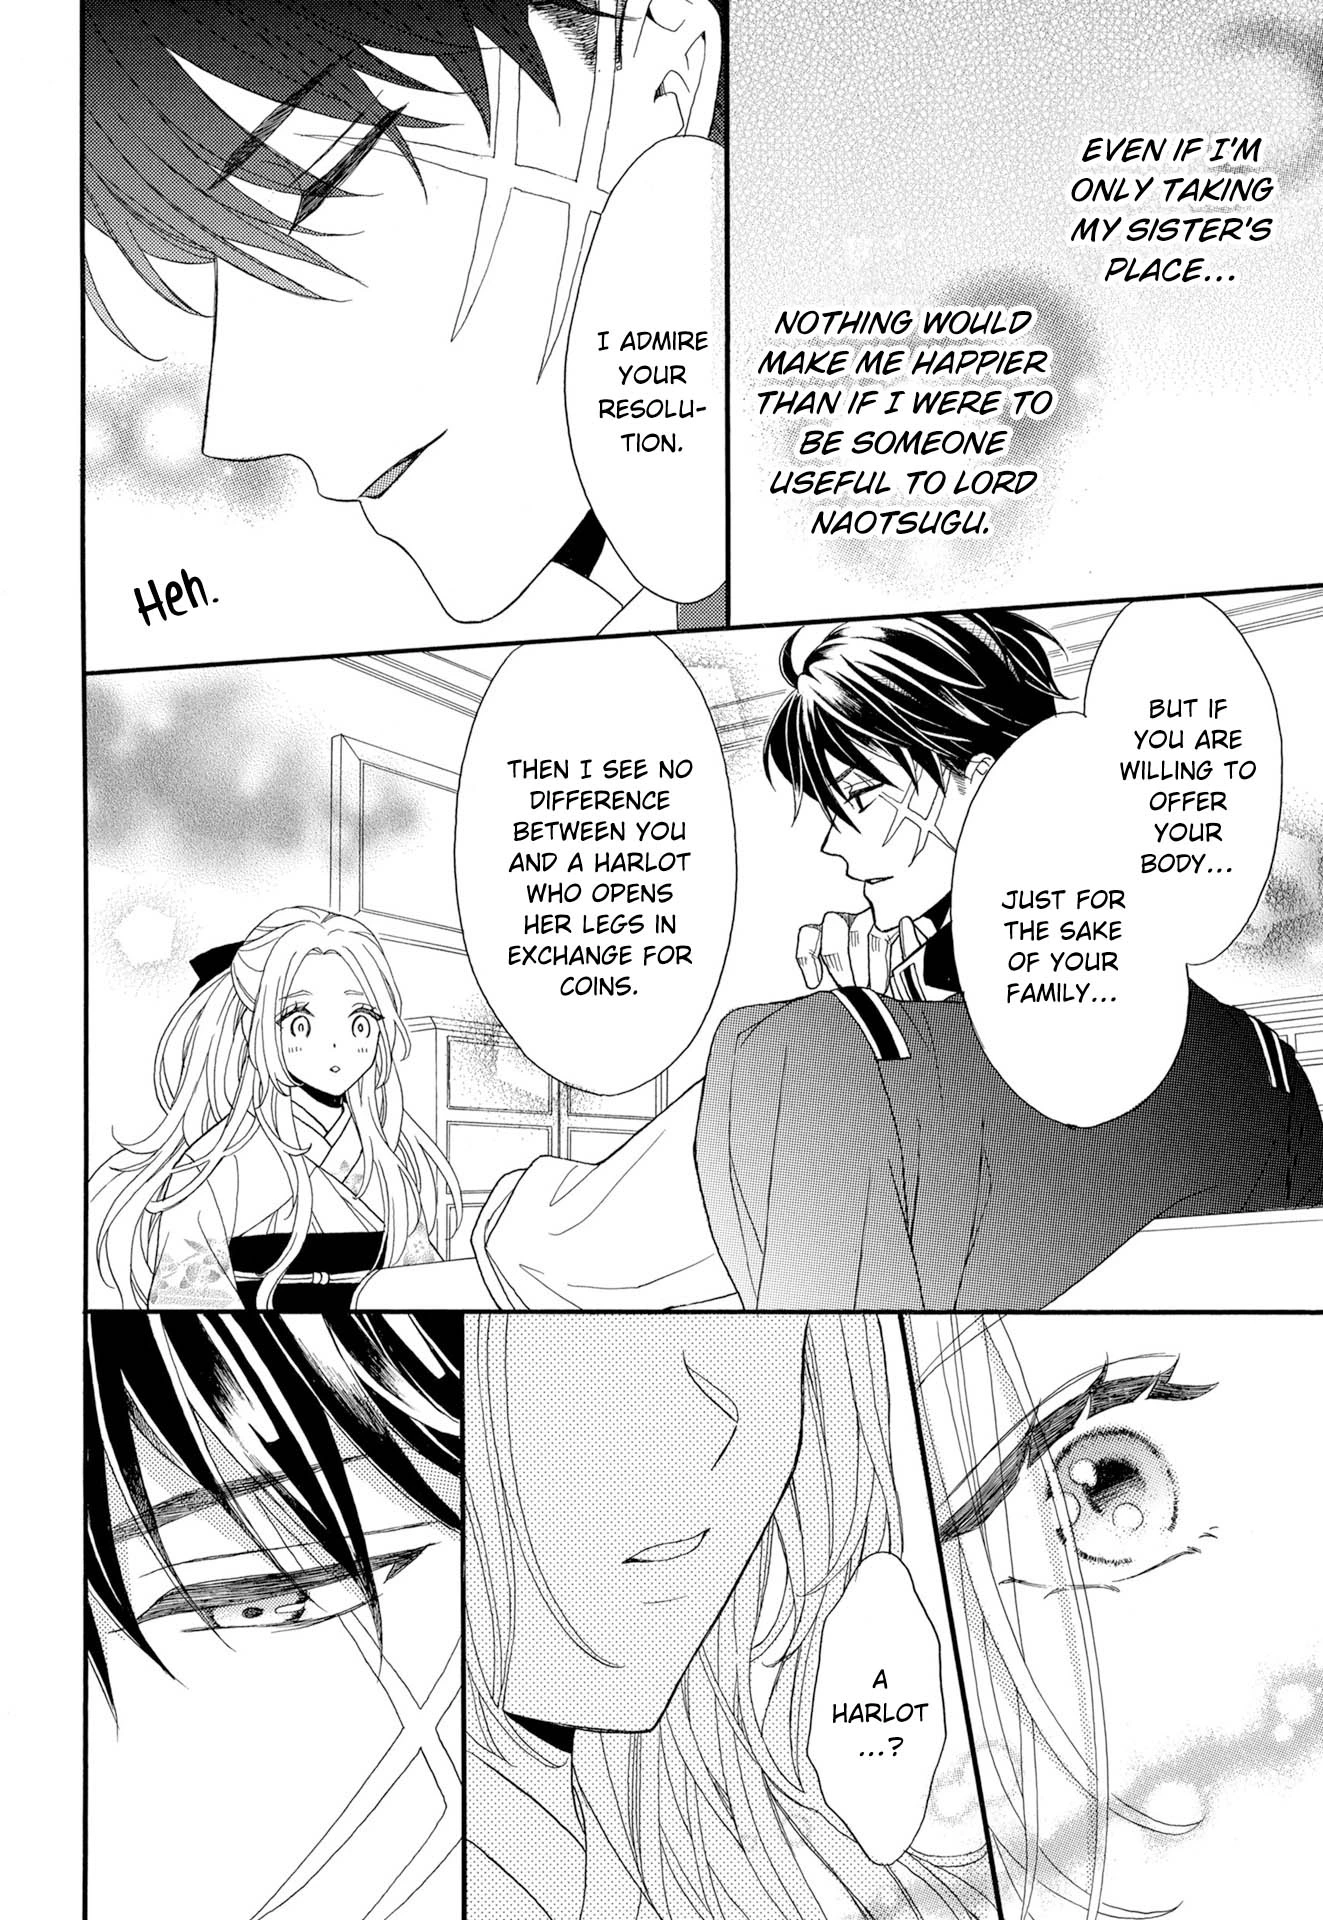 EVEN IF I'M
ONLY TAKING
MY SISTER'S
PLACE...
NOTHING WOULD
MAKE ME HAPPIER
THAN IF I WERE TO
BE SOMEONE
USEFUL TO LORD
NAOTSUGU.
I ADMIRE
YOUR
RESOLU-
TION.
Heh.
BUT IF
YOU ARE
WILLING TO
OFFER
YOUR
BODY...
JUST FOR
THE SAKE
OF YOUR
FAMILY...
THEN I SEE NO
DIFFERENCE
BETWEEN YOU
AND A HARLOT
WHO OPENS
HER LEGS IN
EXCHANGE FOR
COINS.
A
HARLOT
...?